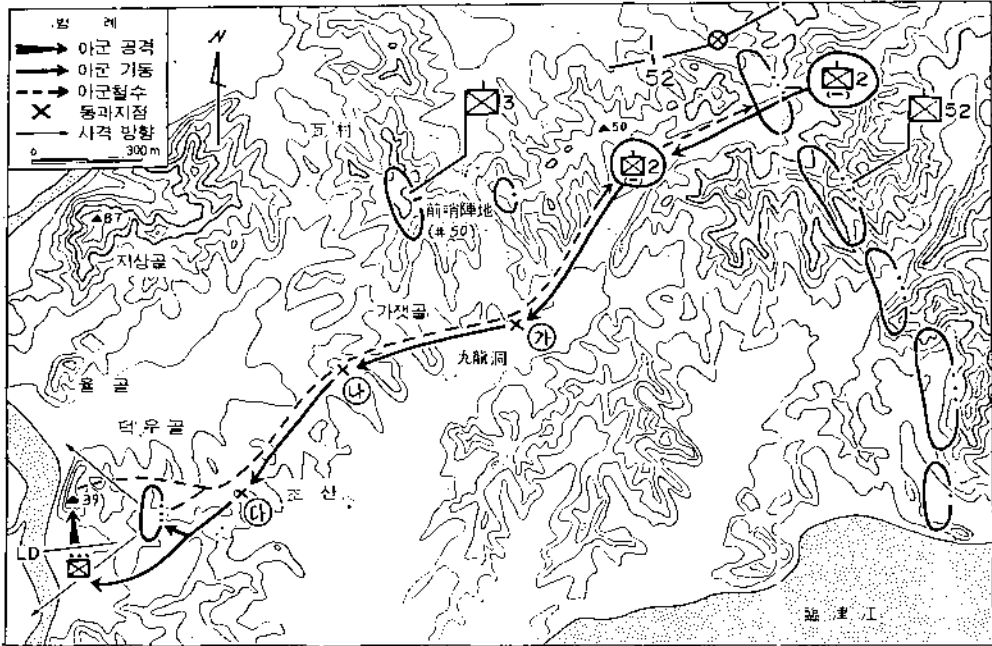 범 례
아군 공격
아군 기동
아군철수
통과지점
사격 방향
0 300m
N
52
2
(-)
3
52
▲50
2
(-)
前哨陣地
(#50)
▲67
지상골
가잿골
㉮
九龍洞
율 골
㉯
덕우골
▲39
조 산
㉰
LD
臨津江